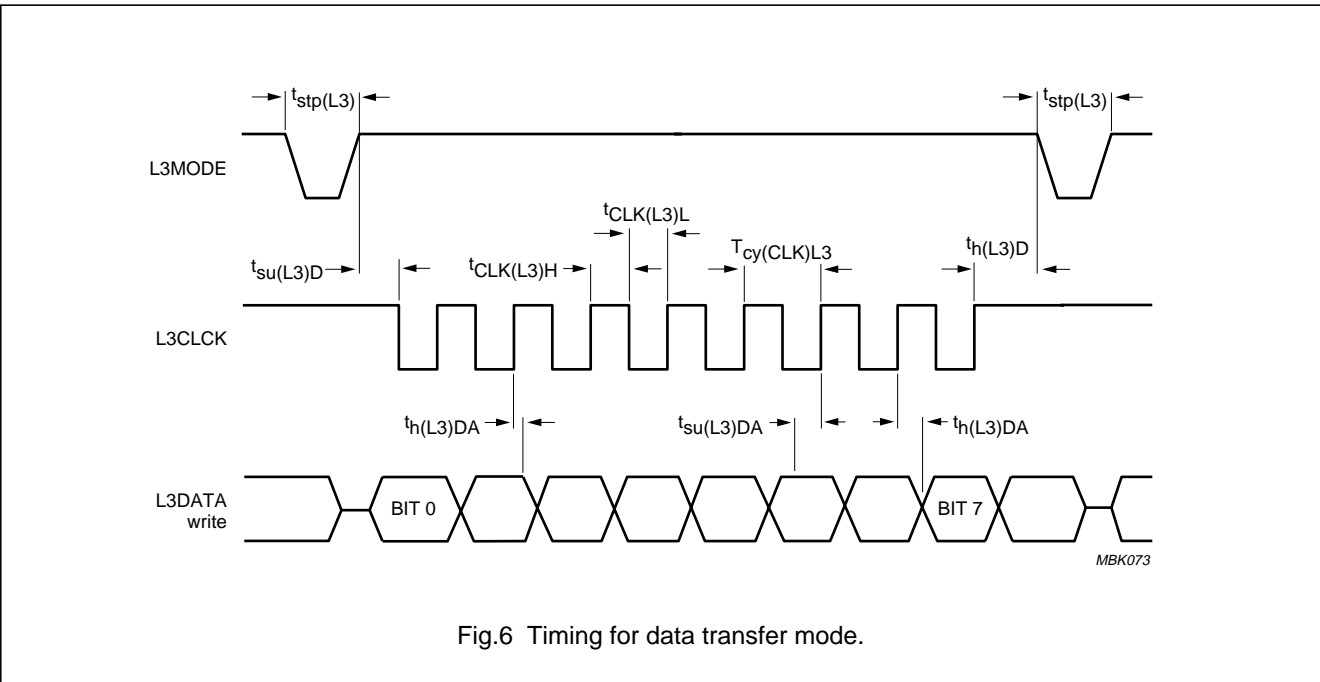 tstp(L3)
tstp(L3)
L3MODE
tCLK(L3)L
tsu(L3)D
tCLK(L3)H
Tcy(CLK)L3
th(L3)D
L3CLCK
th(L3)DA
tsu(L3)DA
th(L3)DA
L3DATA
write
BIT 0
BIT 7
MBK073
Fig.6 Timing for data transfer mode.